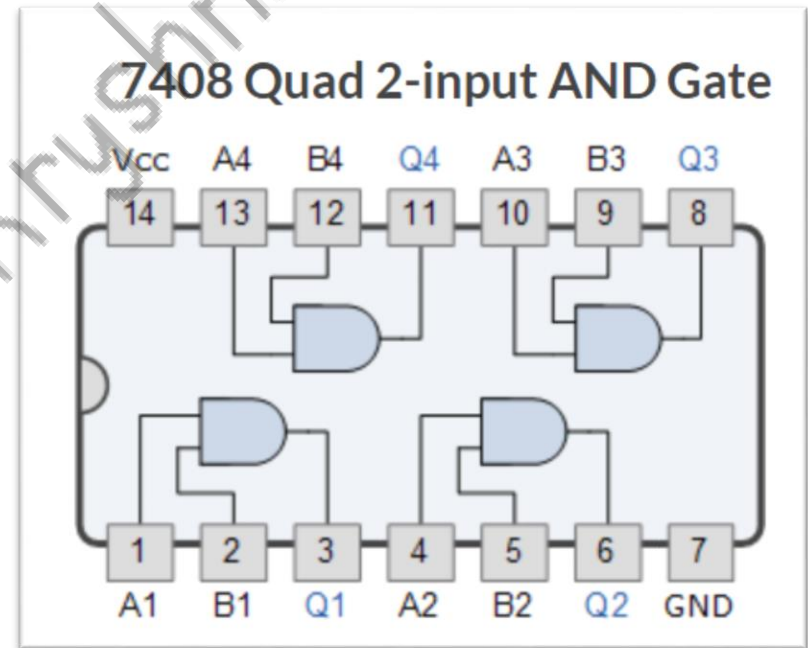 7408 Quad 2-input AND Gate
Vcc A4 B4 Q4 A3 B3 Q3
14 13 12 11 10 9 8
1 2 3 4 5 6 7
A1 B1 Q1 A2 B2 Q2 GND